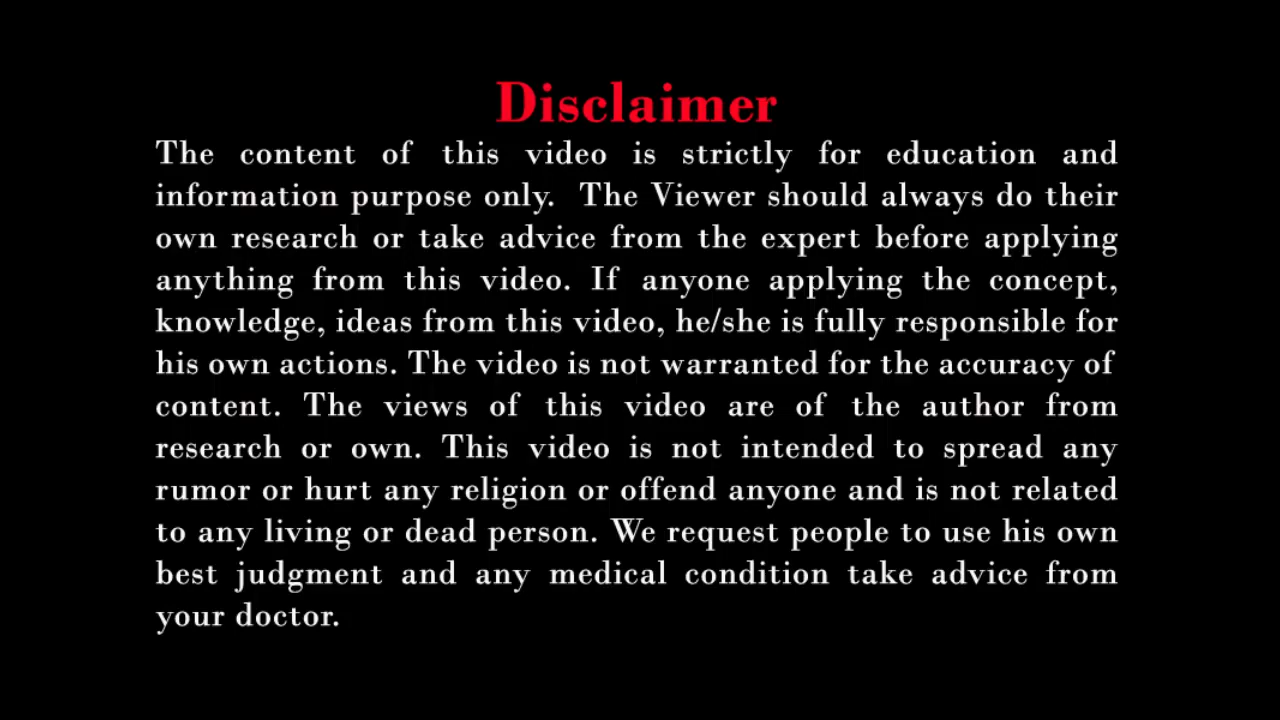 Disclaimer
The content of this video is strictly for education and
information purpose only. The Viewer should always do their
own research or take advice from the expert before applying
anything from this video. If anyone applying the concept,
knowledge, ideas from this video, he/she is fully responsible for
his own actions. The video is not warranted for the accuracy of
content. The views of this video are of the author from
research or own. This video is not intended to spread any
rumor or hurt any religion or offend anyone and is not related
to any living or dead person. We request people to use his own
best judgment and any medical condition take advice from
your doctor.